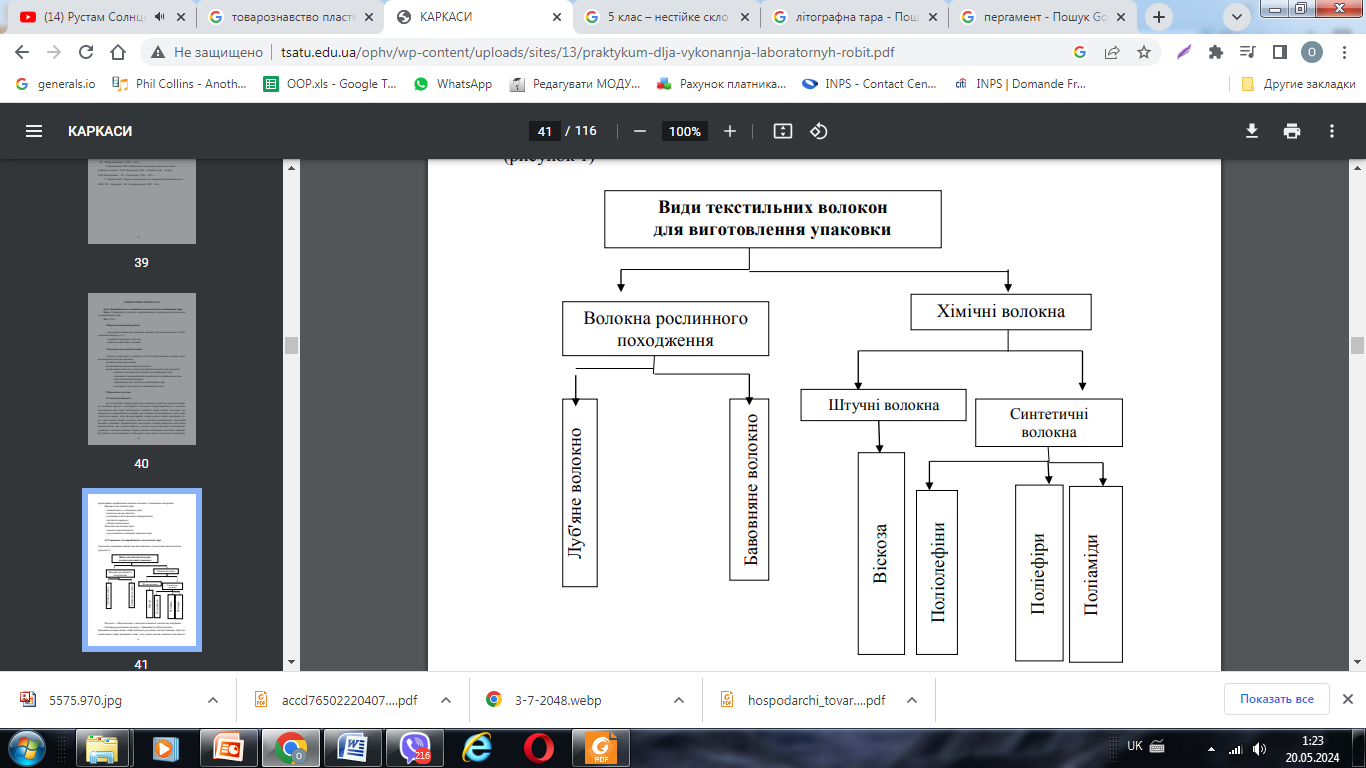 (14) Рустам Солнц
товарознавство пласт
КАРКАСИ
5 клас – нестійке скло
літографна тара - Пош
пергамент - Пошук Go
Не защищено
tsatu.edu.ua/ophv/wp-content/uploads/sites/13/praktykum-dlja-vykonannja-laboratornyh-robit.pdf
O
generals.io
Phil Collins - Anoth...
OOP.xls - Google T...
WhatsApp
Редагувати МОДУ...
Рахунок платника...
INPS - Contact Cen...
INPS | Domande Fr...
Другие закладки
КАРКАСИ
41 / 116
100%
39
40
41
Види текстильних волокон
для виготовлення упаковки
Волокна рослинного
походження
Хімічні волокна
Штучні волокна
Синтетичні
волокна
Луб'яне волокно
Бавовняне волокно
Віскоза
Поліолефіни
Поліефіри
Поліаміди
5575.970.jpg
accd76502220407....pdf
3-7-2048.webp
hospodarchi_tovar....pdf
Показать все
216
UK
1:23
20.05.2024